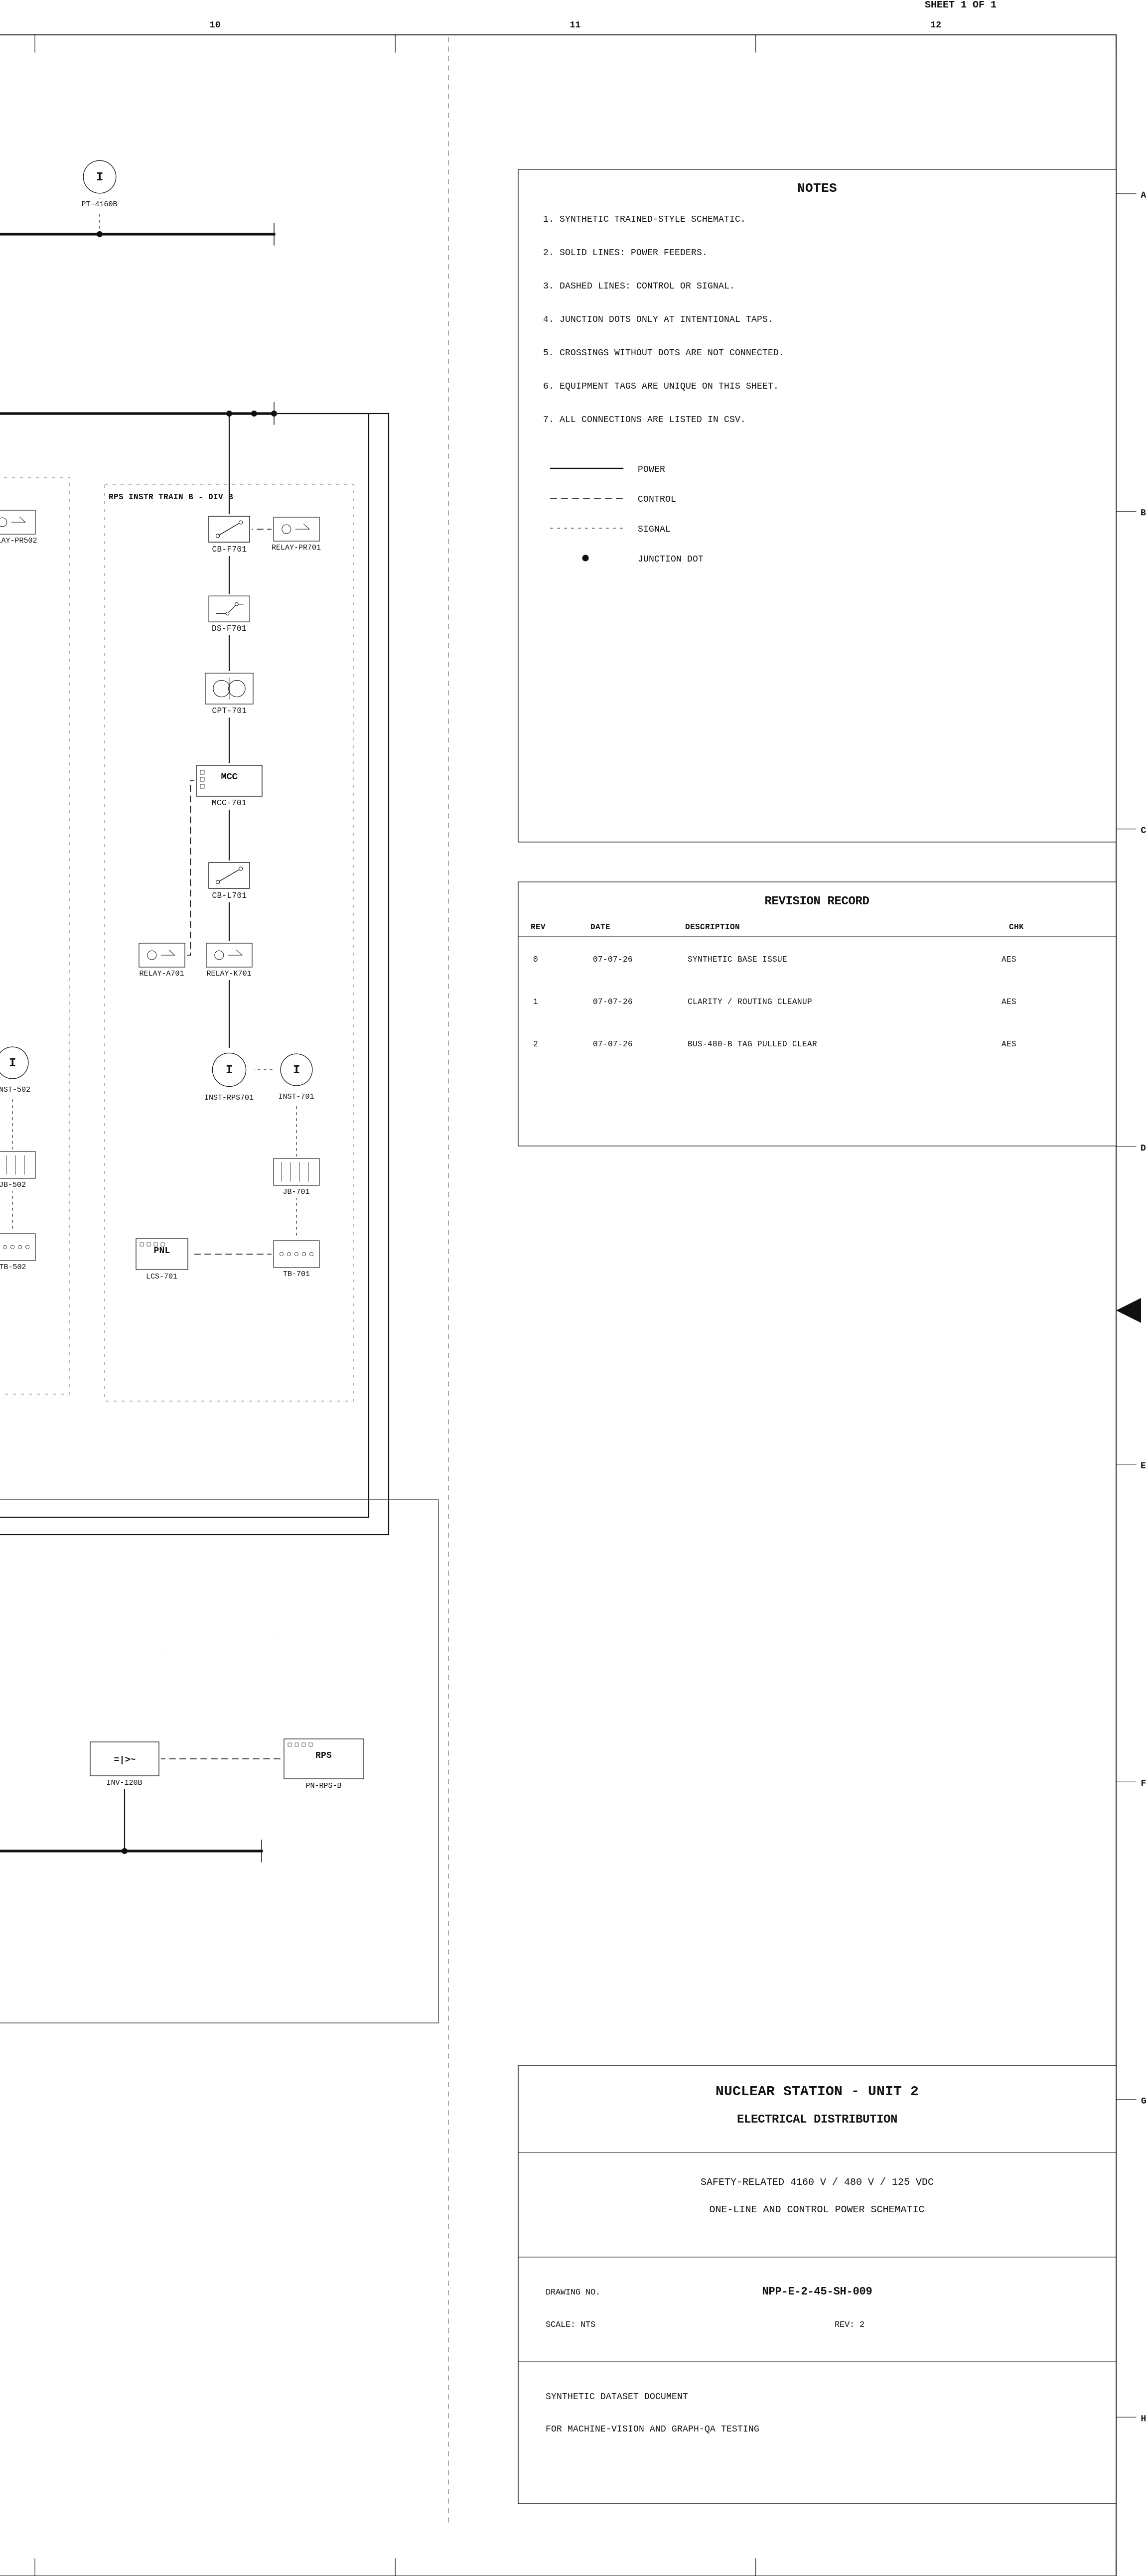 SHEET 1 OF 1
10 11 12
I
PT-4160B
A
NOTES
1. SYNTHETIC TRAINED-STYLE SCHEMATIC.
2. SOLID LINES: POWER FEEDERS.
3. DASHED LINES: CONTROL OR SIGNAL.
4. JUNCTION DOTS ONLY AT INTENTIONAL TAPS.
5. CROSSINGS WITHOUT DOTS ARE NOT CONNECTED.
6. EQUIPMENT TAGS ARE UNIQUE ON THIS SHEET.
7. ALL CONNECTIONS ARE LISTED IN CSV.
POWER
CONTROL
SIGNAL
JUNCTION DOT
B
RPS INSTR TRAIN B - DIV B
AY-PR502
CB-F701
RELAY-PR701
DS-F701
CPT-701
MCC
MCC-701
C
CB-L701
RELAY-A701
RELAY-K701
REVISION RECORD
REV DATE DESCRIPTION CHK
0 07-07-26 SYNTHETIC BASE ISSUE AES
1 07-07-26 CLARITY / ROUTING CLEANUP AES
2 07-07-26 BUS-480-B TAG PULLED CLEAR AES
I
NST-502
I
INST-RPS701
I
INST-701
D
JB-502
JB-701
TB-502
PNL
LCS-701
TB-701
E
=|>~
INV-120B
RPS
PN-RPS-B
F
NUCLEAR STATION - UNIT 2
ELECTRICAL DISTRIBUTION
G
SAFETY-RELATED 4160 V / 480 V / 125 VDC
ONE-LINE AND CONTROL POWER SCHEMATIC
DRAWING NO. NPP-E-2-45-SH-009
SCALE: NTS REV: 2
SYNTHETIC DATASET DOCUMENT
H
FOR MACHINE-VISION AND GRAPH-QA TESTING